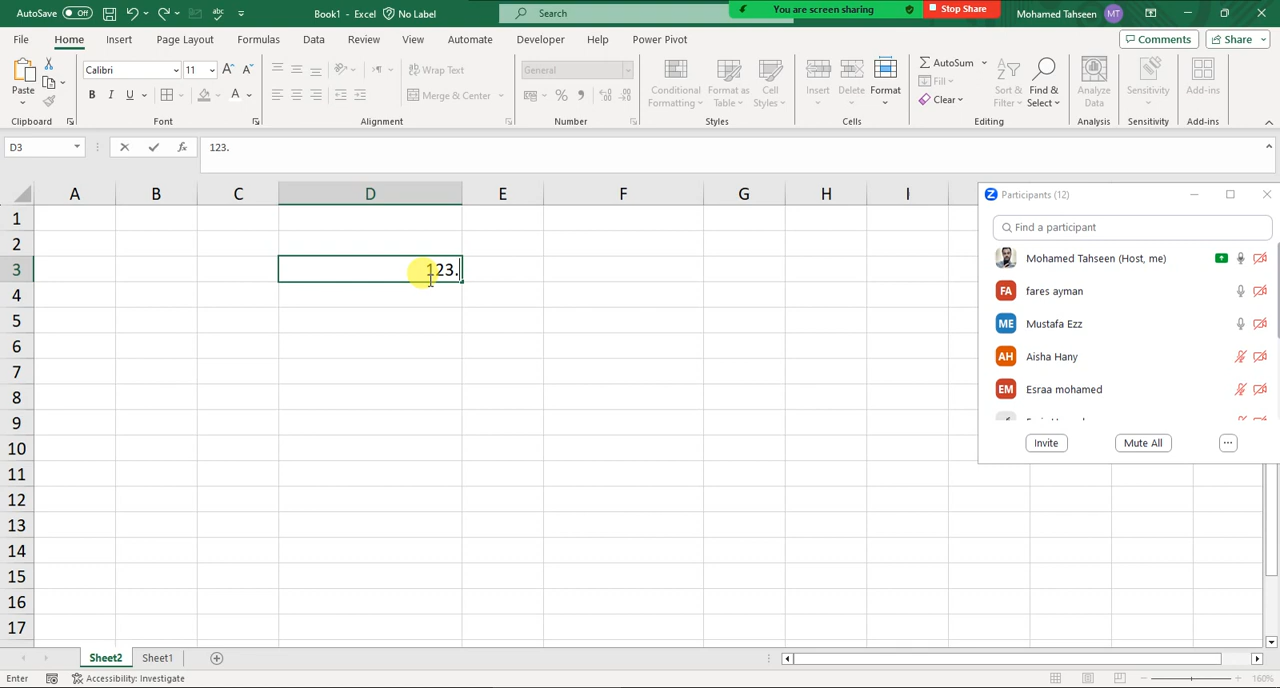 AutoSave Off Book1 - Excel No Label Search You are screen sharing Stop Share Mohamed Tahseen MT
File Home Insert Page Layout Formulas Data Review View Automate Developer Help Power Pivot Comments Share
Paste Calibri 11 Wrap Text General Conditional Formatting Format as Table Cell Styles Insert Delete Format AutoSum Fill Clear Sort & Filter Find & Select Analyze Data Sensitivity Add-ins
B I U A Merge & Center % 9
Clipboard Font Alignment Number Styles Cells Editing Analysis Sensitivity Add-ins
D3 fx 123.
A B C D E F G H I
1
2
3 123.
4
5
6
7
8
9
10
11
12
13
14
15
16
17
Participants (12)
Find a participant
Mohamed Tahseen (Host, me)
FA fares ayman
ME Mustafa Ezz
AH Aisha Hany
EM Esraa mohamed
Invite Mute All ...
Sheet2 Sheet1
Enter Accessibility: Investigate 160%